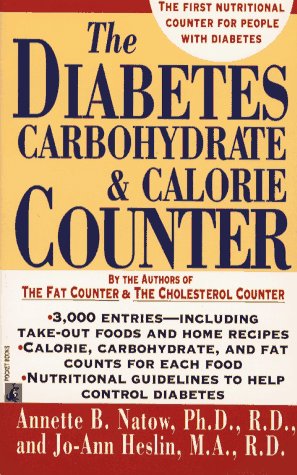 THE FIRST NUTRITIONAL
COUNTER FOR PEOPLE
WITH DIABETES
The
DIABETES
CARBOHYDRATE
& CALORIE
COUNTER
BY THE AUTHORS OF
THE FAT COUNTER & THE CHOLESTEROL COUNTER
•3,000 ENTRIES—INCLUDING
TAKE-OUT FOODS AND HOME RECIPES
•CALORIE, CARBOHYDRATE, AND FAT
COUNTS FOR EACH FOOD
•NUTRITIONAL GUIDELINES TO HELP
CONTROL DIABETES
POCKET BOOKS
Annette B. Natow, Ph.D., R.D.,
and Jo-Ann Heslin, M.A., R.D.